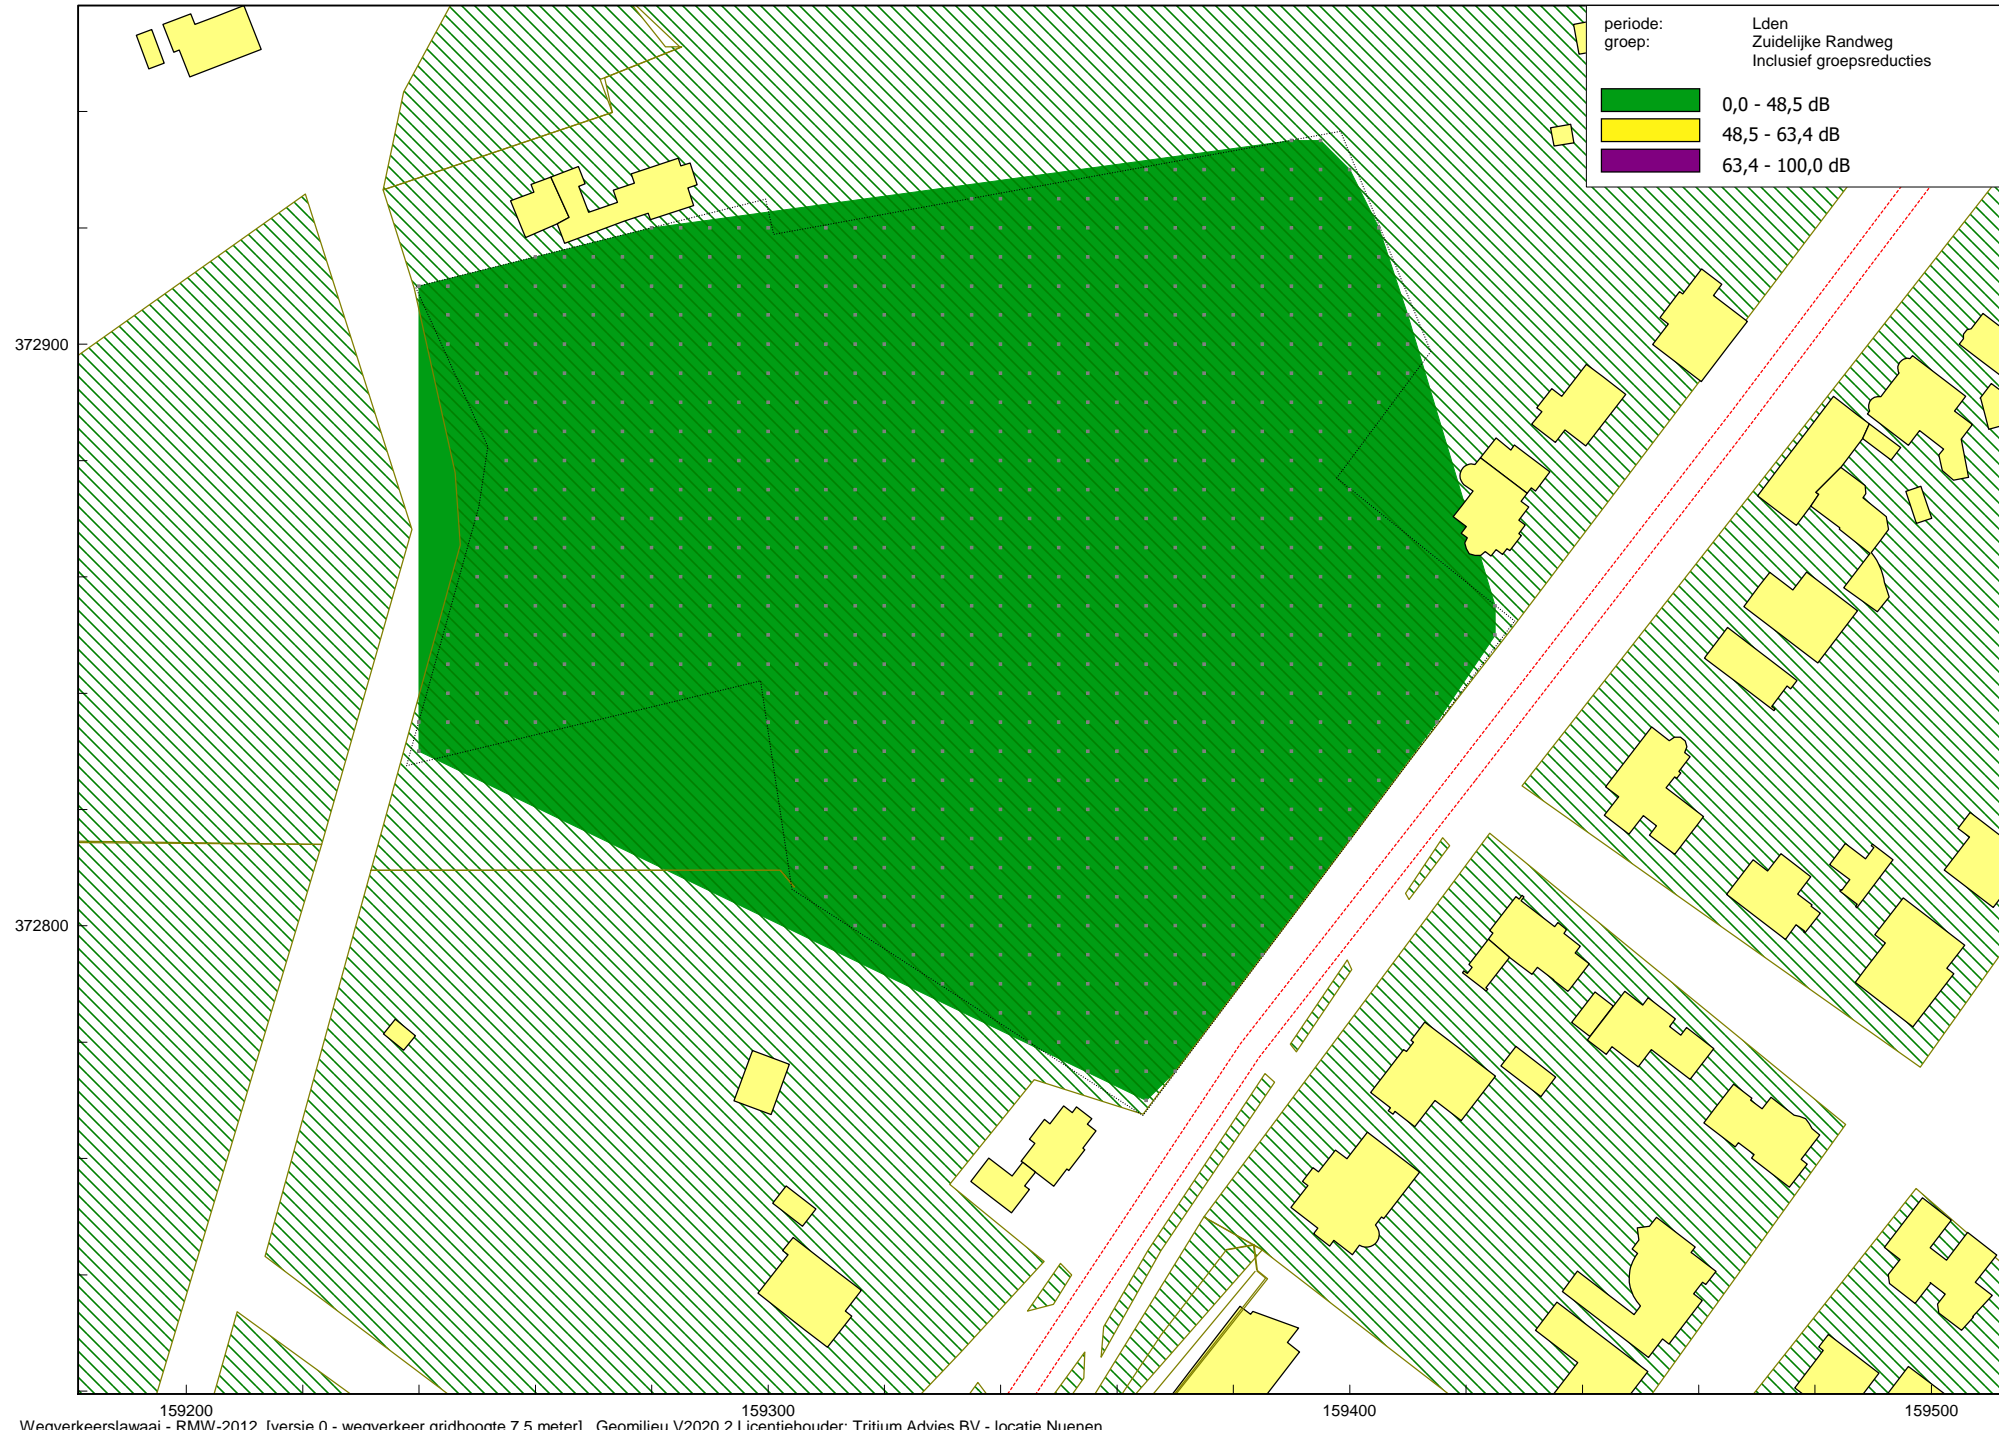 periode: Lden
groep: Zuidelijke Randweg
Inclusief groepsreducties
0,0 - 48,5 dB
48,5 - 63,4 dB
63,4 - 100,0 dB
372900
372800
159200 159300 159400 159500
Wegverkeerslawaai - RMW-2012, [versie 0 - wegverkeer gridhoogte 7,5 meter] , Geomilieu V2020.2 Licentiehouder: Tritium Advies BV - locatie Nuenen